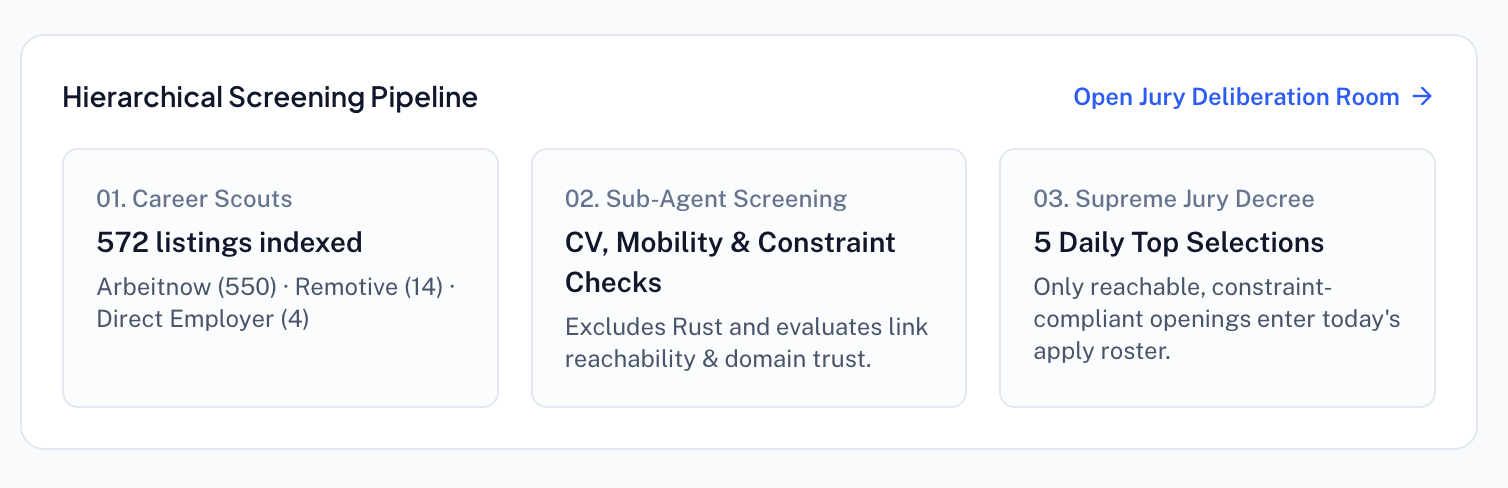 Hierarchical Screening Pipeline
Open Jury Deliberation Room →
01. Career Scouts
572 listings indexed
Arbeitnow (550) · Remotive (14) ·
Direct Employer (4)
02. Sub-Agent Screening
CV, Mobility & Constraint
Checks
Excludes Rust and evaluates link
reachability & domain trust.
03. Supreme Jury Decree
5 Daily Top Selections
Only reachable, constraint-
compliant openings enter today's
apply roster.